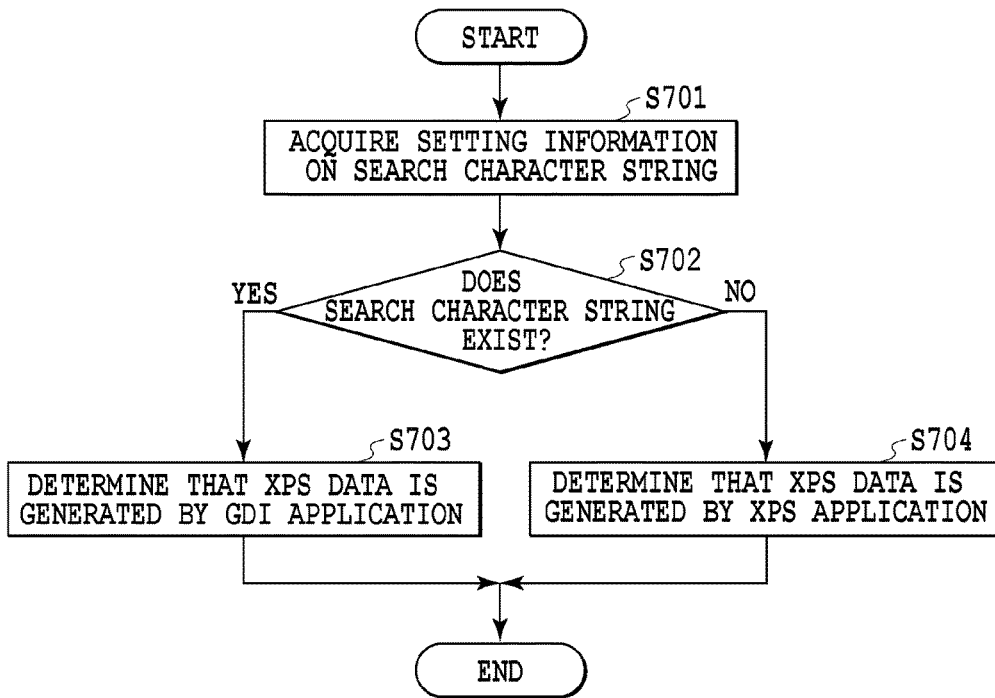 START
S701
ACQUIRE SETTING INFORMATION
ON SEARCH CHARACTER STRING
S702
DOES
SEARCH CHARACTER STRING
EXIST?
YES
NO
S703
DETERMINE THAT XPS DATA IS
GENERATED BY GDI APPLICATION
S704
DETERMINE THAT XPS DATA IS
GENERATED BY XPS APPLICATION
END